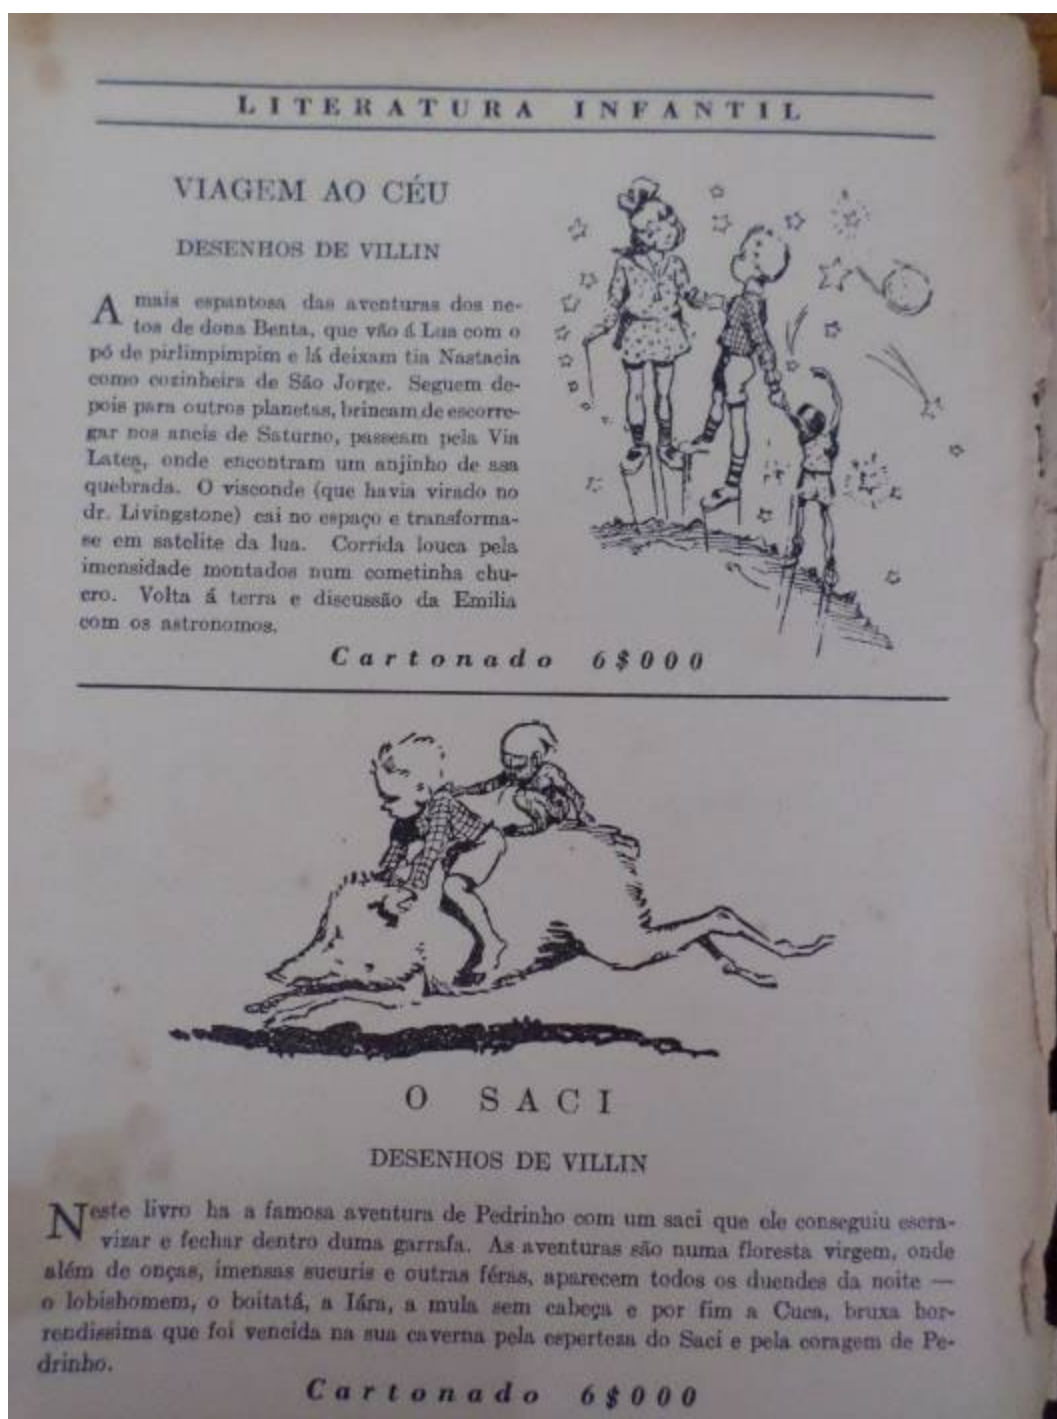 LITERATURA INFANTIL
VIAGEM AO CÉU
DESENHOS DE VILLIN
A mais espantosa das aventuras dos ne-
tos de dona Benta, que vão á Lua com o
pó de pirlimpimpim e lá deixam tia Nastacia
como cozinheira de São Jorge. Seguem de-
pois para outros planetas, brincam de escorre-
gar nos aneis de Saturno, passeam pela Via
Latea, onde encontram um anjinho de asa
quebrada. O visconde (que havia virado no
dr. Livingstone) cai no espaço e transforma-
se em satelite da lua. Corrida louca pela
imensidade montados num cometinha chu-
cro. Volta á terra e discussão da Emilia
com os astronomos.
Cartonado 6$000
O SACI
DESENHOS DE VILLIN
Neste livro ha a famosa aventura de Pedrinho com um saci que ele conseguiu escra-
vizar e fechar dentro duma garrafa. As aventuras são numa floresta virgem, onde
além de onças, imensas sucuris e outras féras, aparecem todos os duendes da noite —
o lobishomem, o boitatá, a Iára, a mula sem cabeça e por fim a Cuca, bruxa hor-
rendissima que foi vencida na sua caverna pela esperteza do Saci e pela coragem de Pe-
drinho.
Cartonado 6$000